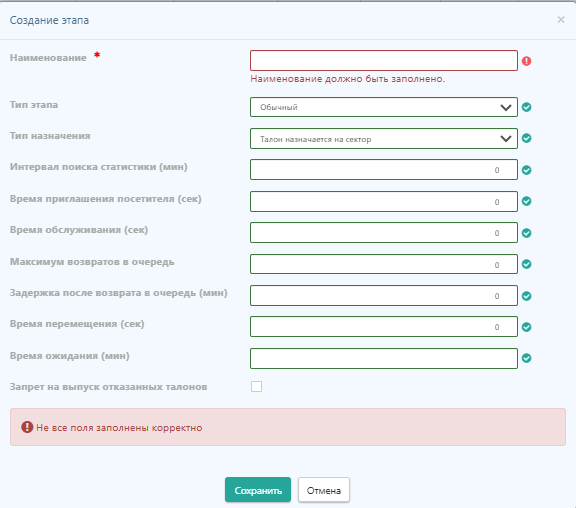 Создание этапа ×
Наименование *
Наименование должно быть заполнено.
Тип этапа Обычный
Тип назначения Талон назначается на сектор
Интервал поиска статистики (мин) 0
Время приглашения посетителя (сек) 0
Время обслуживания (сек) 0
Максимум возвратов в очередь 0
Задержка после возврата в очередь (мин) 0
Время перемещения (сек) 0
Время ожидания (мин)
Запрет на выпуск отказанных талонов
Не все поля заполнены корректно
Сохранить Отмена